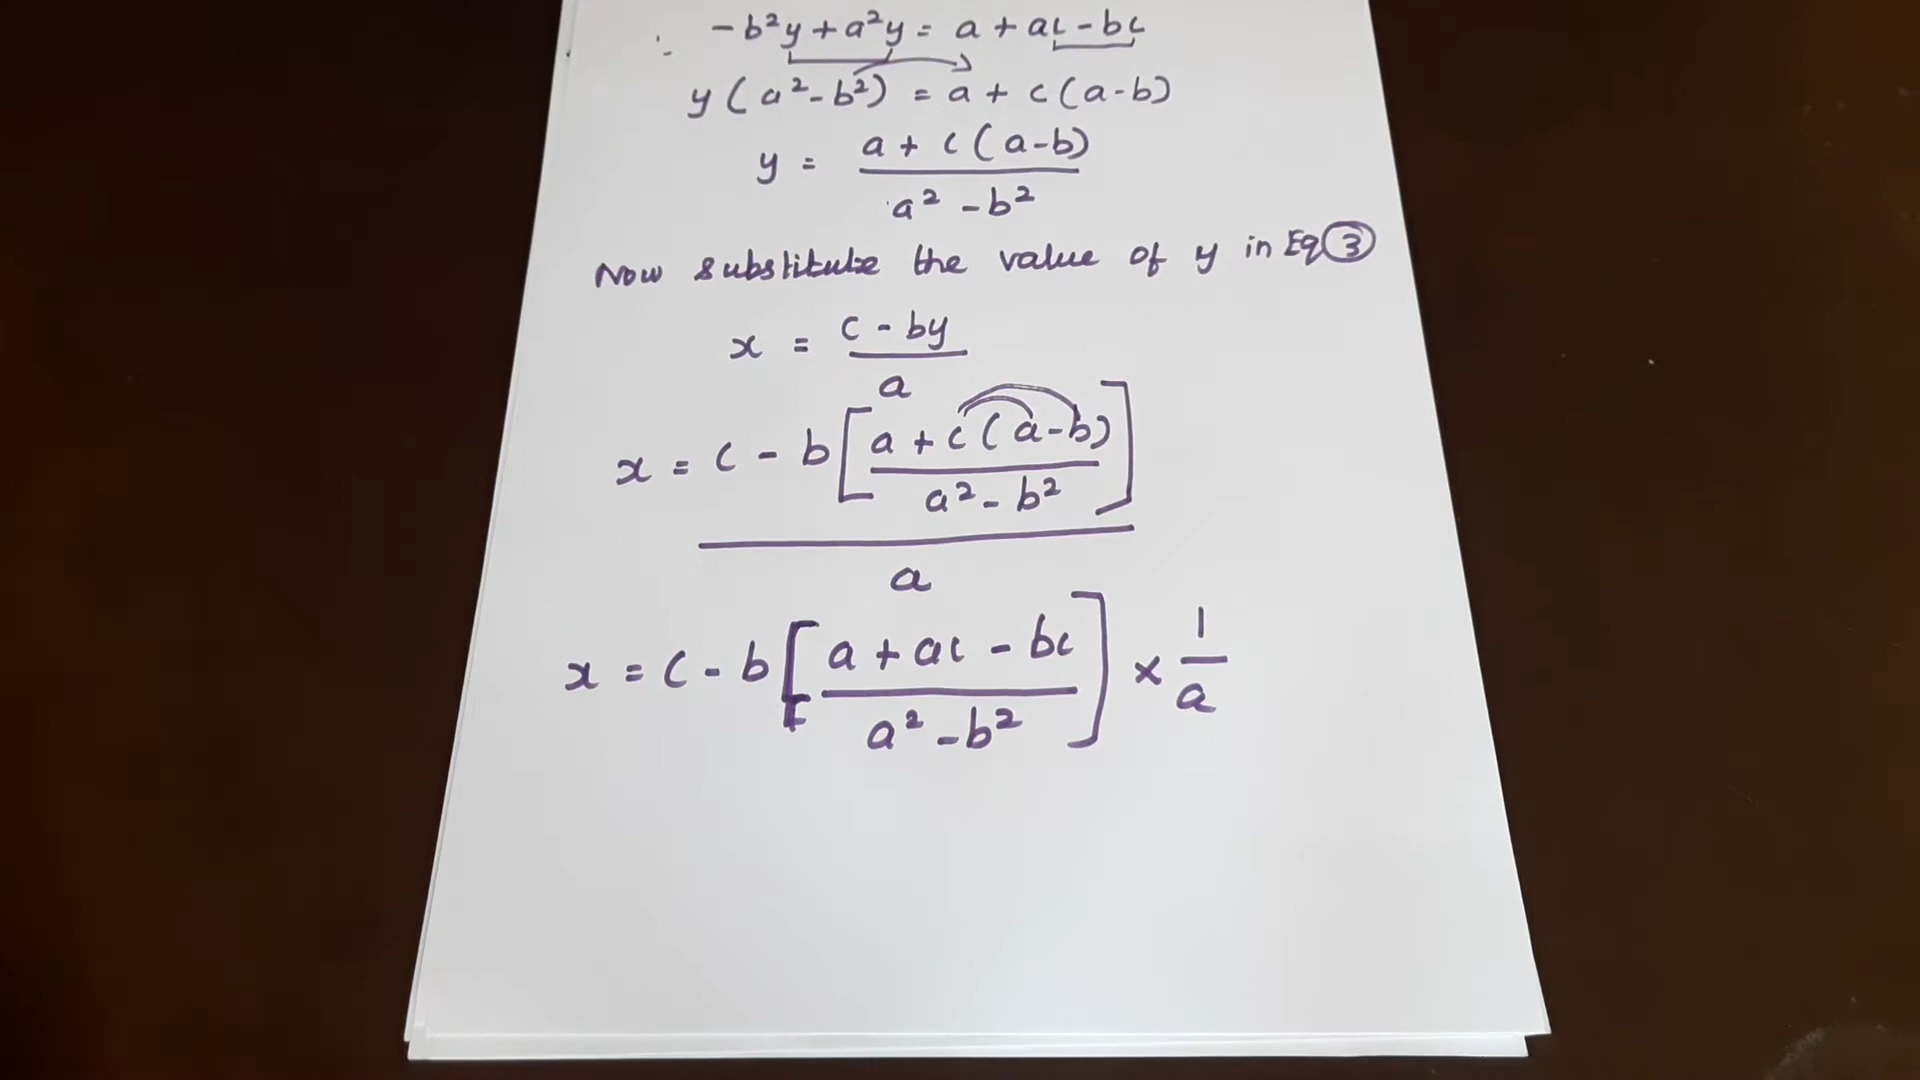 -b²y + a²y = a + ac - bc
y (a² - b²) = a + c (a-b)
y = a + c (a-b) / a² - b²
Now substitute the value of y in Eq ③
x = c - by / a
x = c - b [a + c (a-b) / a² - b²] / a
x = c - b [a + ac - bc / a² - b²] × 1/a